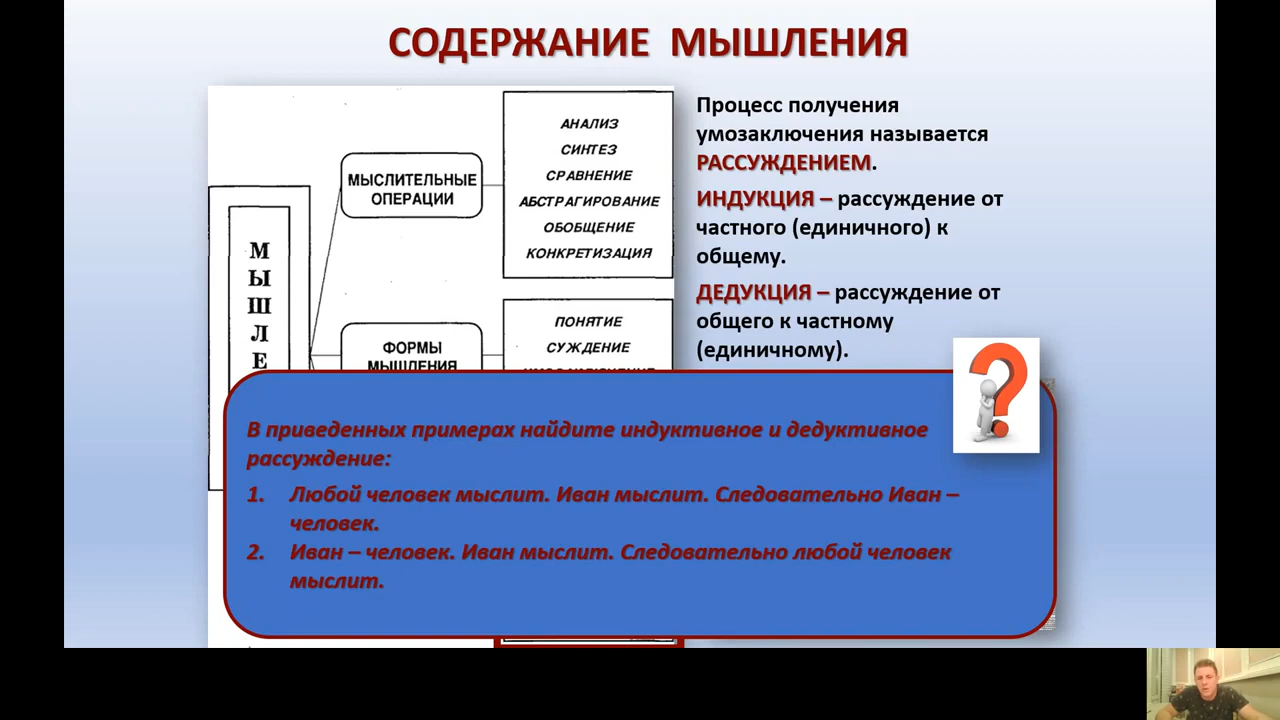 СОДЕРЖАНИЕ МЫШЛЕНИЯ
МЫШЛЕ
МЫСЛИТЕЛЬНЫЕ
ОПЕРАЦИИ
АНАЛИЗ
СИНТЕЗ
СРАВНЕНИЕ
АБСТРАГИРОВАНИЕ
ОБОБЩЕНИЕ
КОНКРЕТИЗАЦИЯ
ФОРМЫ
МЫШЛЕНИЯ
ПОНЯТИЕ
СУЖДЕНИЕ
Процесс получения
умозаключения называется
РАССУЖДЕНИЕМ.
ИНДУКЦИЯ – рассуждение от
частного (единичного) к
общему.
ДЕДУКЦИЯ – рассуждение от
общего к частному
(единичному).
В приведенных примерах найдите индуктивное и дедуктивное
рассуждение:
1. Любой человек мыслит. Иван мыслит. Следовательно Иван –
человек.
2. Иван – человек. Иван мыслит. Следовательно любой человек
мыслит.